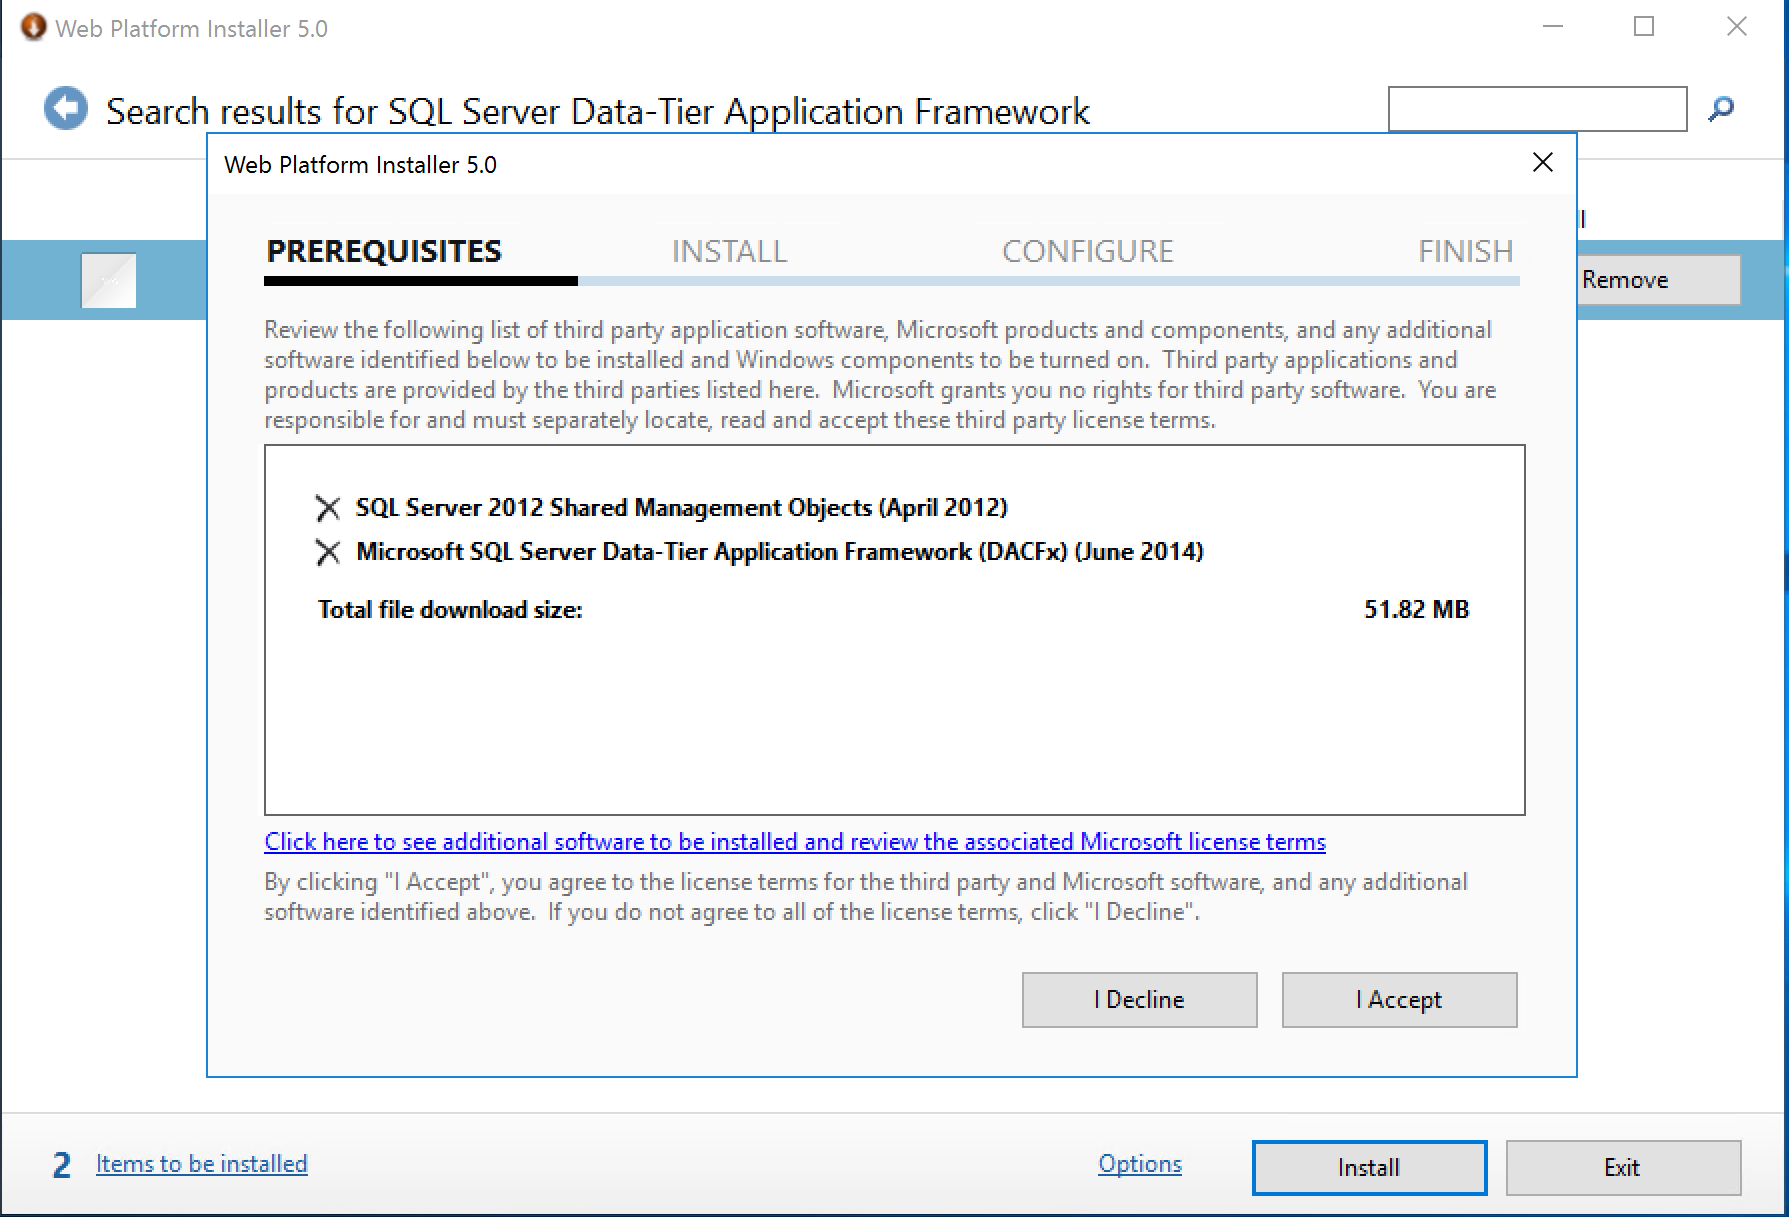 Web Platform Installer 5.0
Search results for SQL Server Data-Tier Application Framework
Web Platform Installer 5.0
PREREQUISITES INSTALL CONFIGURE FINISH
Remove
Review the following list of third party application software, Microsoft products and components, and any additional
software identified below to be installed and Windows components to be turned on.  Third party applications and
products are provided by the third parties listed here.  Microsoft grants you no rights for third party software.  You are
responsible for and must separately locate, read and accept these third party license terms.
SQL Server 2012 Shared Management Objects (April 2012)
Microsoft SQL Server Data-Tier Application Framework (DACFx) (June 2014)
Total file download size: 51.82 MB
Click here to see additional software to be installed and review the associated Microsoft license terms
By clicking "I Accept", you agree to the license terms for the third party and Microsoft software, and any additional
software identified above.  If you do not agree to all of the license terms, click "I Decline".
I Decline I Accept
2 Items to be installed Options Install Exit